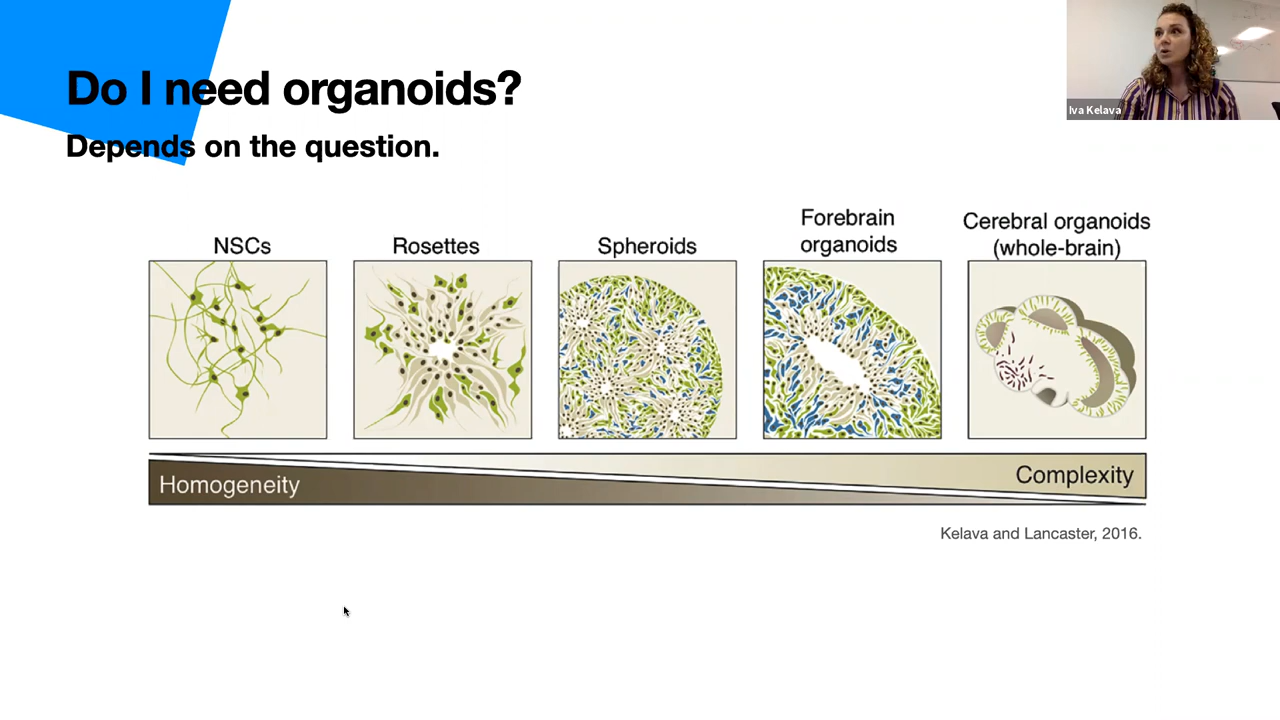 Do I need organoids?
Depends on the question.
Iva Kelava
NSCs
Rosettes
Spheroids
Forebrain
organoids
Cerebral organoids
(whole-brain)
Homogeneity
Complexity
Kelava and Lancaster, 2016.